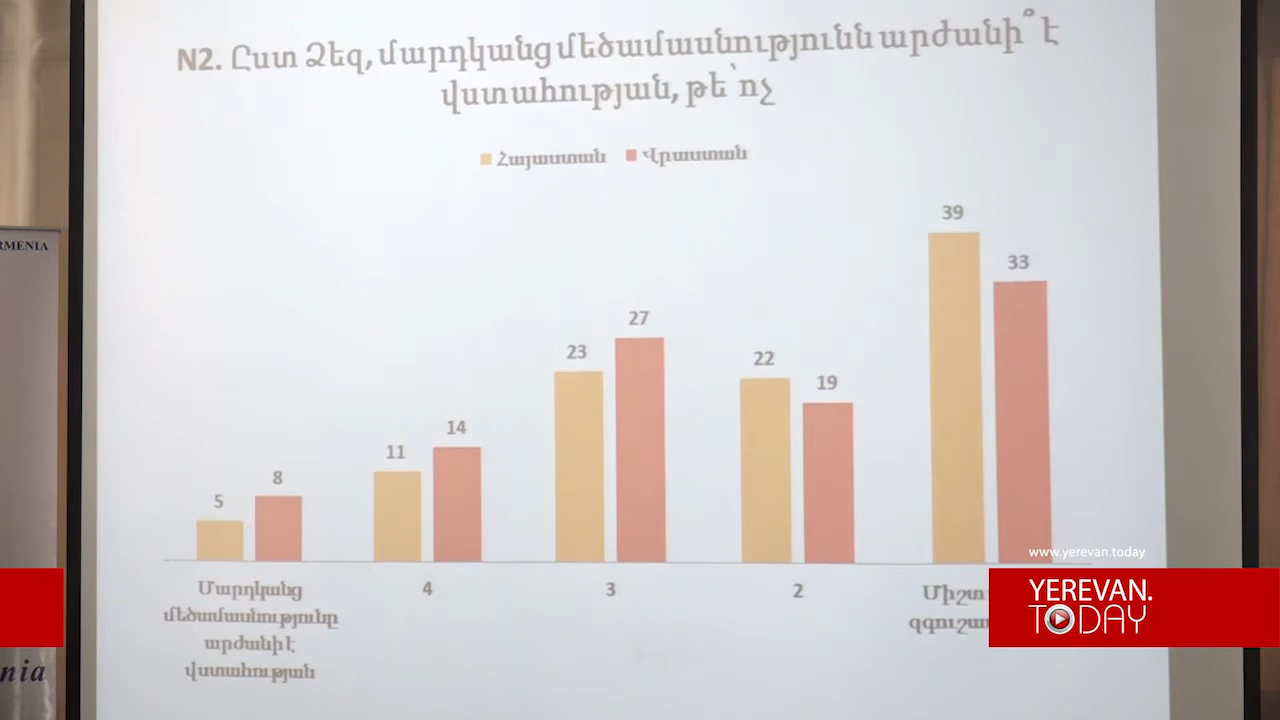 N2. Ըստ Ձեզ, մարդկանց մեծամասնությունն արժանի՞ է
վստահության, թե՝ ոչ
Հայաստան Վրաստան
39
33
27
23
22
19
14
11
8
5
Մարդկանց
մեծամասնությունը
արժանի է
վստահության
4
3
2
Միշտ
RMENIA
nia
www.yerevan.today
YEREVAN.
TODAY